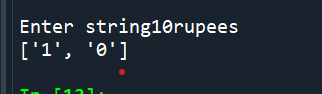 Enter string10rupees
['1', '0']
In [13]: